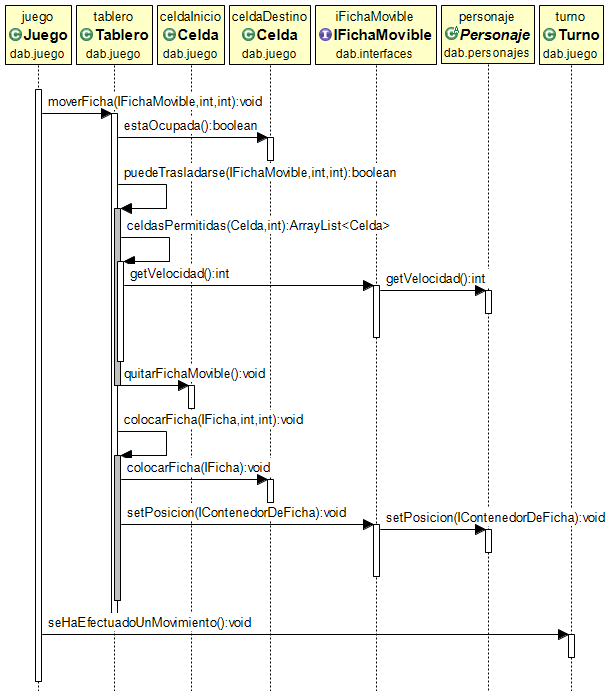 juego tablero celdaInicio celdaDestino iFichaMovible personaje turno
Juego Tablero Celda Celda IFichaMovible Personaje Turno
dab.juego dab.juego dab.juego dab.juego dab.interfaces dab.personajes dab.juego
moverFicha(IFichaMovible,int,int):void
estaOcupada():boolean
puedeTrasladarse(IFichaMovible,int,int):boolean
celdasPermitidas(Celda,int):ArrayList<Celda>
getVelocidad():int getVelocidad():int
quitarFichaMovible():void
colocarFicha(IFicha,int,int):void
colocarFicha(IFicha):void
setPosicion(IContenedorDeFicha):void setPosicion(IContenedorDeFicha):void
seHaEfectuadoUnMovimiento():void